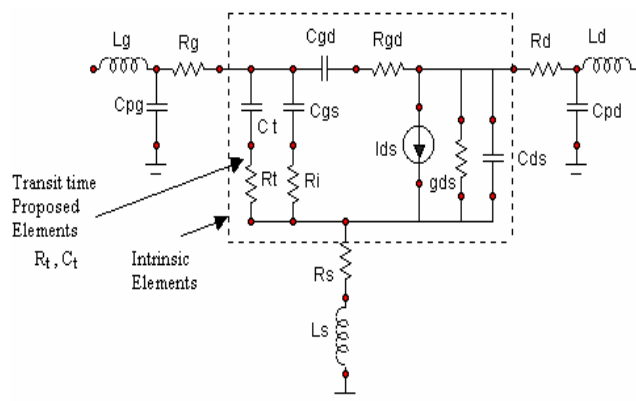 Lg
Rg
Cgd
Rgd
Rd
Ld
Cpg
Ct
Cgs
Ids
gds
Cds
Cpd
Rt
Ri
Transit time
Proposed
Elements
Rt , Ct
Intrinsic
Elements
Rs
Ls